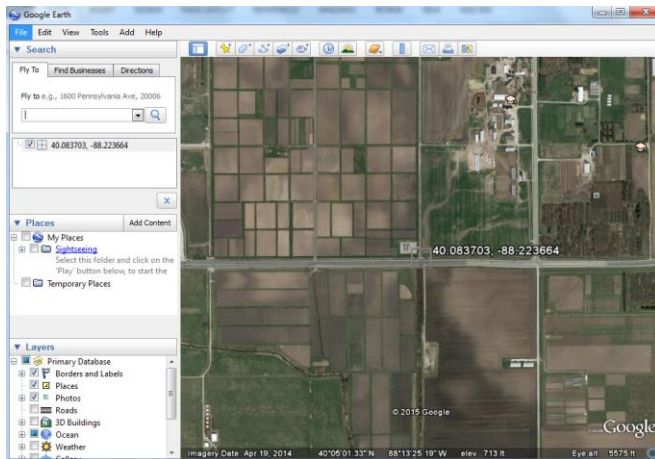 Google Earth
File Edit View Tools Add Help
Search
Fly To Find Businesses Directions
Fly to e.g., 1600 Pennsylvania Ave, 20006
40.083703, -88.223664
Places Add Content
My Places
Sightseeing
Select this folder and click on the
'Play' button below, to start the
Temporary Places
Layers
Primary Database
Borders and Labels
Places
Photos
Roads
3D Buildings
Ocean
Weather
40.083703, -88.223664
© 2015 Google
Google
Imagery Date: Apr 19, 2014 40°05'01.33" N 88°13'25.19" W elev 713 ft Eye alt 5575 ft